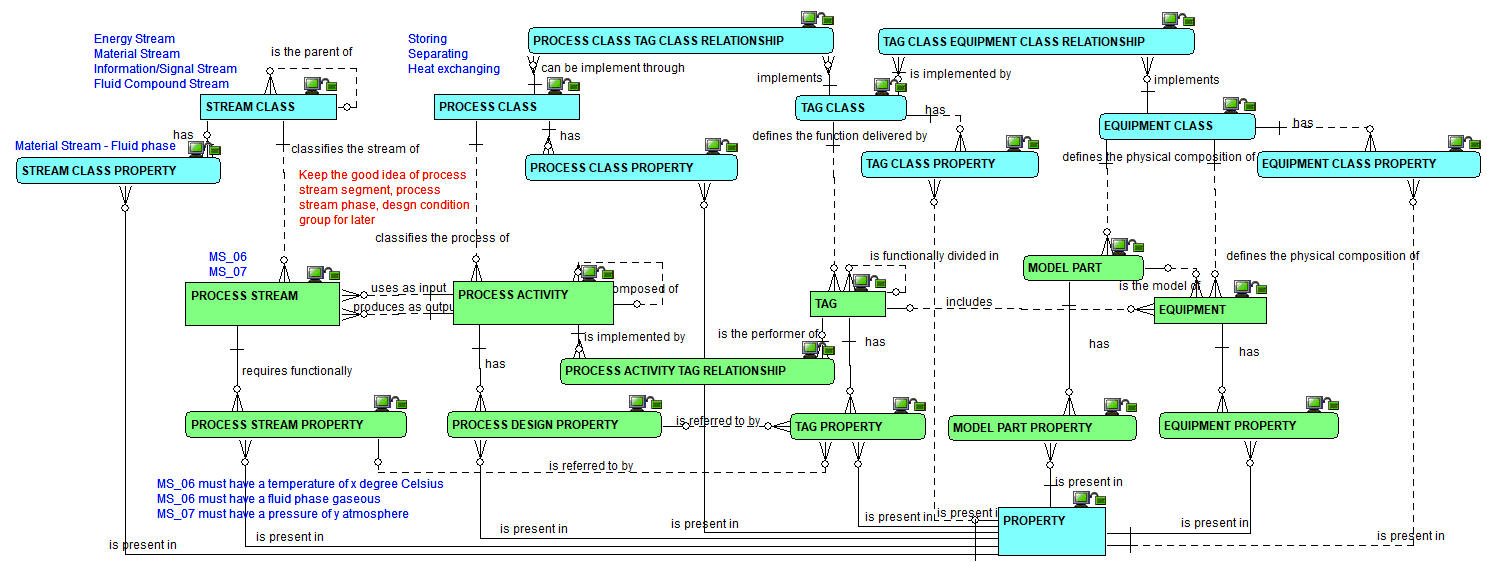 PROCESS CLASS TAG CLASS RELATIONSHIP
TAG CLASS EQUIPMENT CLASS RELATIONSHIP
Energy Stream
Material Stream
Information/Signal Stream
Fluid Compound Stream
is the parent of
Storing
Separating
Heat exchanging
can be implement through
implements
is implemented by
implements
STREAM CLASS
PROCESS CLASS
TAG CLASS
EQUIPMENT CLASS
has
has
has
has
Material Stream - Fluid phase
classifies the stream of
defines the function delivered by
defines the physical composition of
STREAM CLASS PROPERTY
PROCESS CLASS PROPERTY
TAG CLASS PROPERTY
EQUIPMENT CLASS PROPERTY
Keep the good idea of process
stream segment, process
stream phase, desgn condition
group for later
classifies the process of
MS_06
MS_07
is functionally divided in
defines the physical composition of
MODEL PART
PROCESS STREAM
uses as input
produces as output
PROCESS ACTIVITY
mposed of
TAG
includes
is the model of
EQUIPMENT
is implemented by
is the performer of
has
has
has
has
requires functionally
PROCESS ACTIVITY TAG RELATIONSHIP
PROCESS STREAM PROPERTY
PROCESS DESIGN PROPERTY
is referred to by
TAG PROPERTY
MODEL PART PROPERTY
EQUIPMENT PROPERTY
is referred to by
MS_06 must have a temperature of x degree Celsius
MS_06 must have a fluid phase gaseous
MS_07 must have a pressure of y atmosphere
is present in
PROPERTY
is present in
is present in
is present in
is present in
is present in
is present in
is present in
is present in